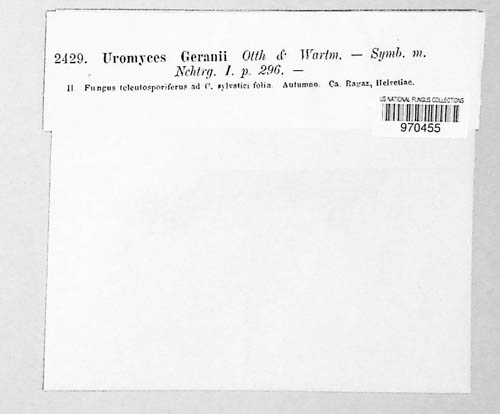 2429. Uromyces Geranii Otth & Wartm. — Symb. m.
Nchtrg. I. p. 296. —
II. Fungus teleutosporiferus ad G. sylvatici folia. Autumno. Ca. Ragaz, Helvetiae.
US NATIONAL FUNGUS COLLECTIONS
970455